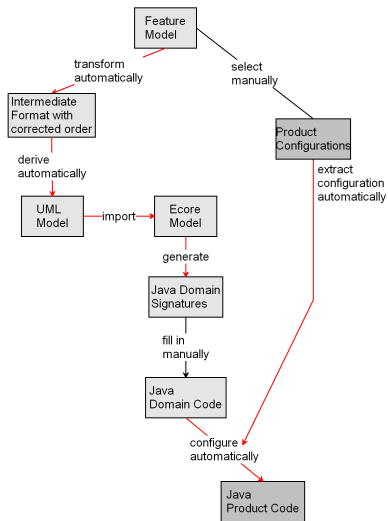 Feature
Model
transform
automatically
select
manually
Intermediate
Format with
corrected order
Product
Configurations
derive
automatically
extract
configuration
automatically
UML
Model
import
Ecore
Model
generate
Java Domain
Signatures
fill in
manually
Java
Domain Code
configure
automatically
Java
Product Code